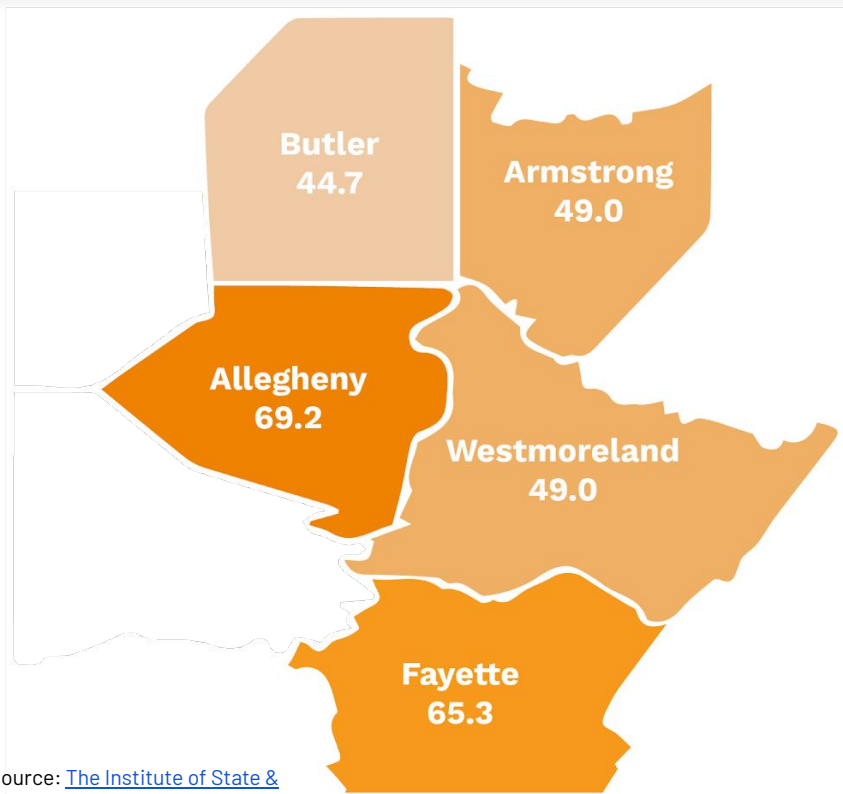 Butler
44.7
Armstrong
49.0
Allegheny
69.2
Westmoreland
49.0
Fayette
65.3
ource: The Institute of State &